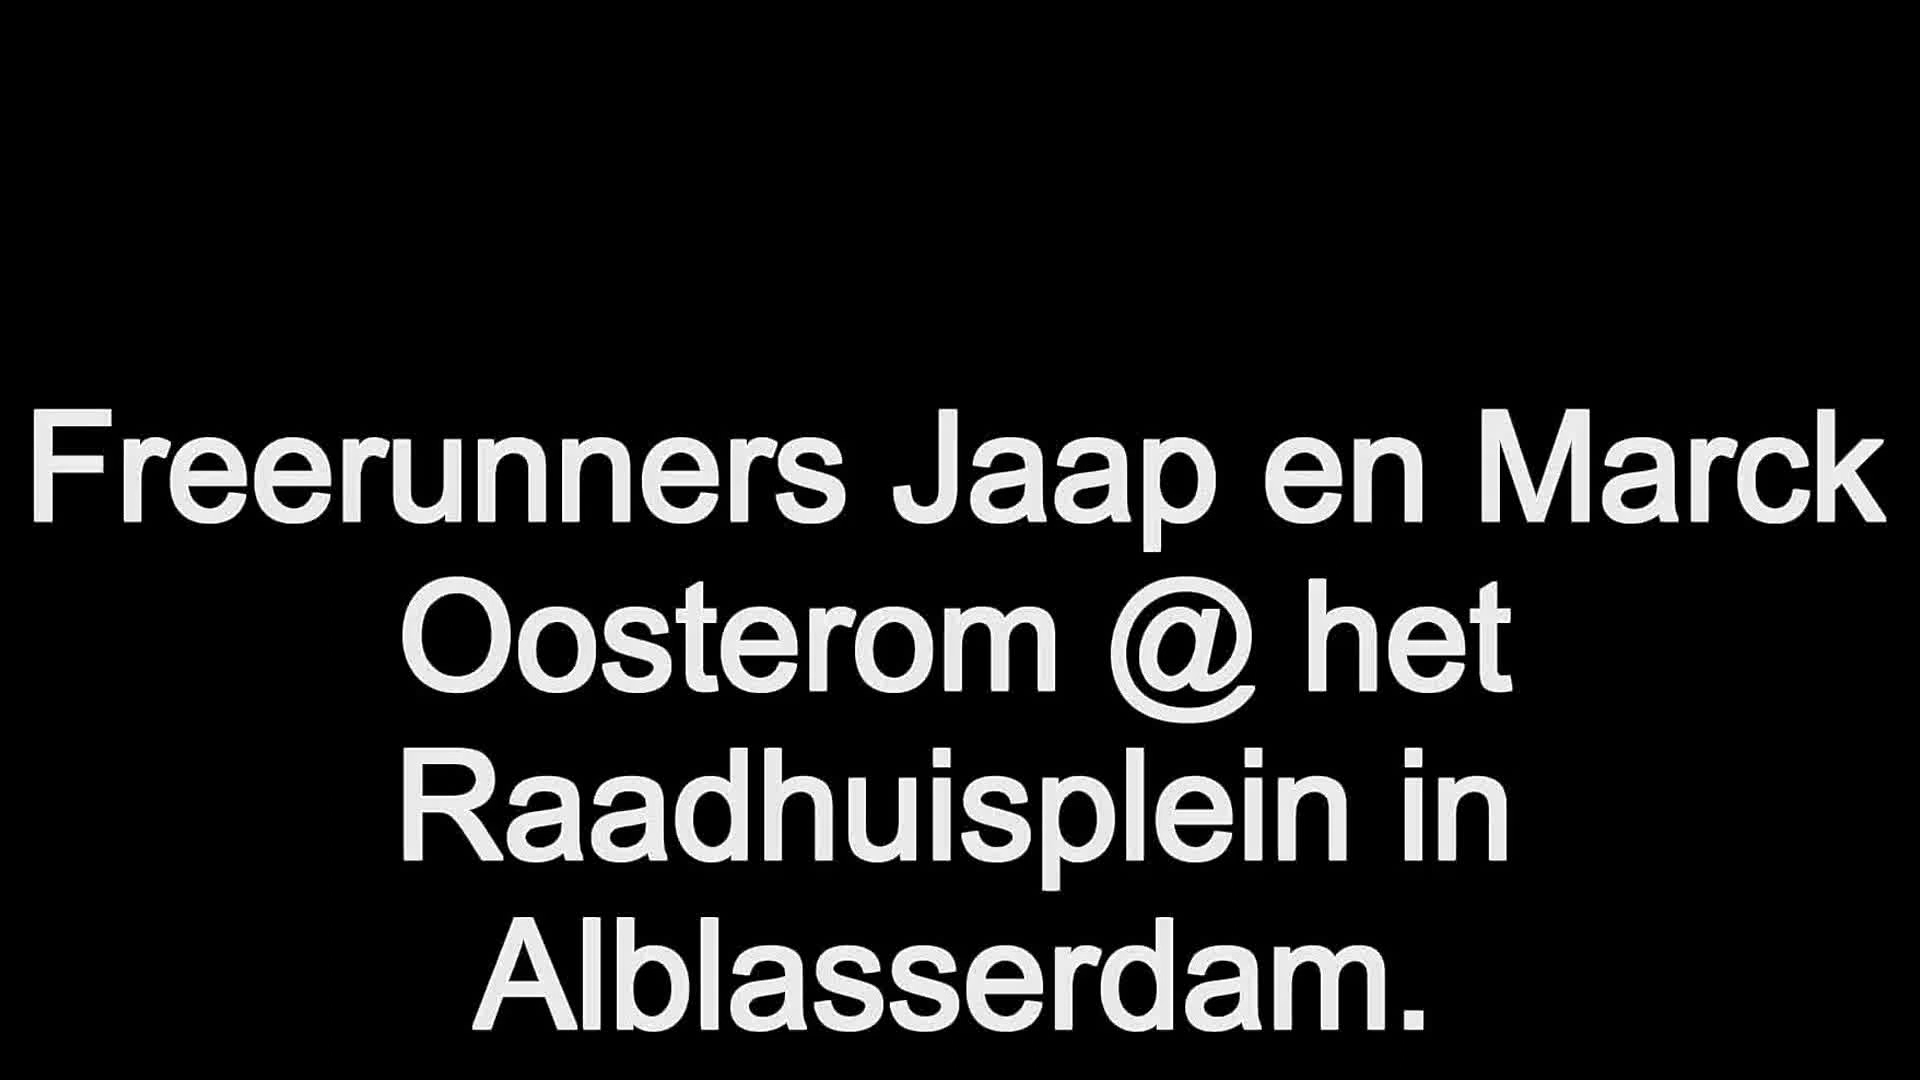 Freerunners Jaap en Marck
Oosterom @ het
Raadhuisplein in
Alblasserdam.